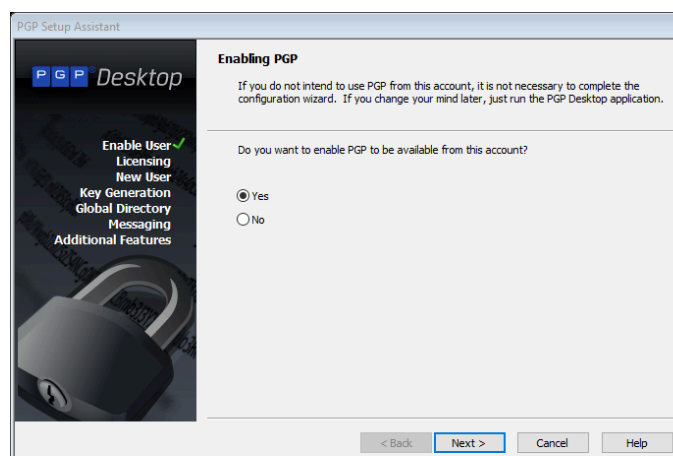 PGP Setup Assistant
PGP Desktop
Enabling PGP
If you do not intend to use PGP from this account, it is not necessary to complete the
configuration wizard. If you change your mind later, just run the PGP Desktop application.
Enable User
Licensing
New User
Key Generation
Global Directory
Messaging
Additional Features
Do you want to enable PGP to be available from this account?
Yes
No
< Back
Next >
Cancel
Help